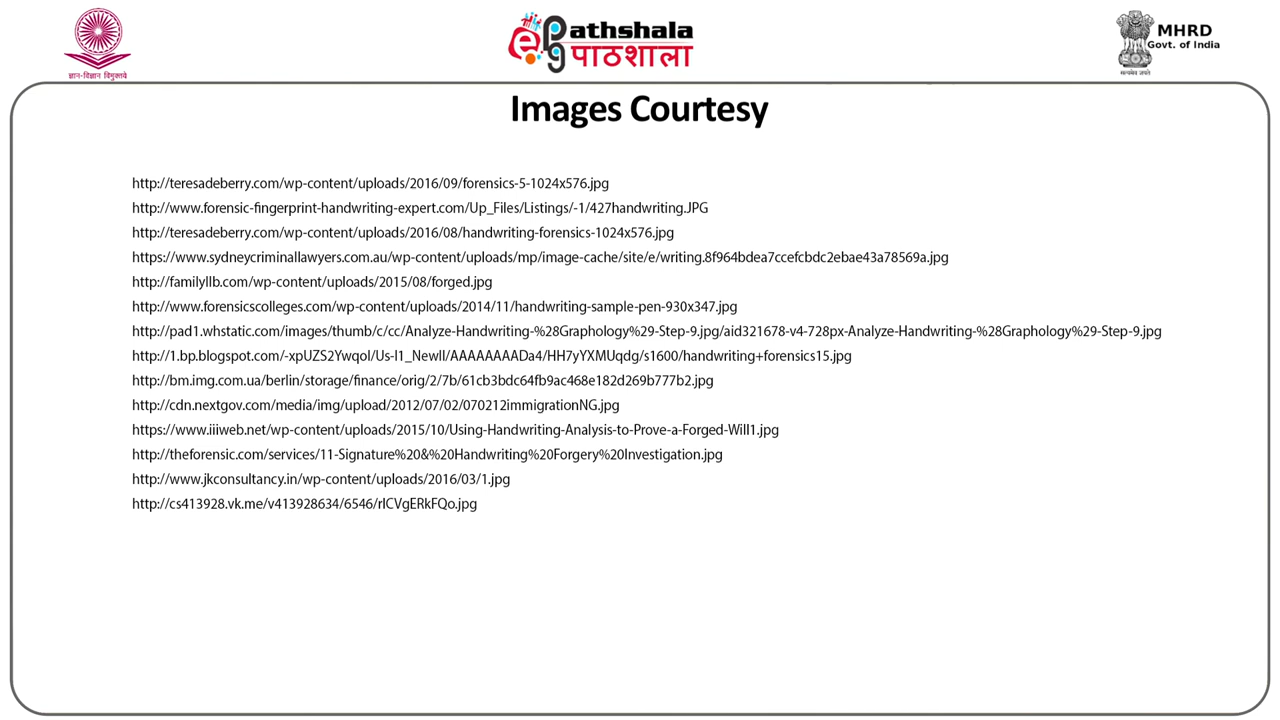 ज्ञान-विज्ञान विमुक्तये
epg Pathshala
पाठशाला
MHRD
Govt. of India
सत्यमेव जयते
Images Courtesy
http://teresadeberry.com/wp-content/uploads/2016/09/forensics-5-1024x576.jpg
http://www.forensic-fingerprint-handwriting-expert.com/Up_Files/Listings/-1/427handwriting.JPG
http://teresadeberry.com/wp-content/uploads/2016/08/handwriting-forensics-1024x576.jpg
https://www.sydneycriminallawyers.com.au/wp-content/uploads/mp/image-cache/site/e/writing.8f964bdea7ccefcbdc2ebae43a78569a.jpg
http://familyllb.com/wp-content/uploads/2015/08/forged.jpg
http://www.forensicscolleges.com/wp-content/uploads/2014/11/handwriting-sample-pen-930x347.jpg
http://pad1.whstatic.com/images/thumb/c/cc/Analyze-Handwriting-%28Graphology%29-Step-9.jpg/aid321678-v4-728px-Analyze-Handwriting-%28Graphology%29-Step-9.jpg
http://1.bp.blogspot.com/-xpUZS2YwqoI/Us-I1_NewlI/AAAAAAAADa4/HH7yYXMUqdg/s1600/handwriting+forensics15.jpg
http://bm.img.com.ua/berlin/storage/finance/orig/2/7b/61cb3bdc64fb9ac468e182d269b777b2.jpg
http://cdn.nextgov.com/media/img/upload/2012/07/02/070212immigrationNG.jpg
https://www.iiiweb.net/wp-content/uploads/2015/10/Using-Handwriting-Analysis-to-Prove-a-Forged-Will1.jpg
http://theforensic.com/services/11-Signature%20&%20Handwriting%20Forgery%20Investigation.jpg
http://www.jkconsultancy.in/wp-content/uploads/2016/03/1.jpg
http://cs413928.vk.me/v413928634/6546/rlCVgERkFQo.jpg